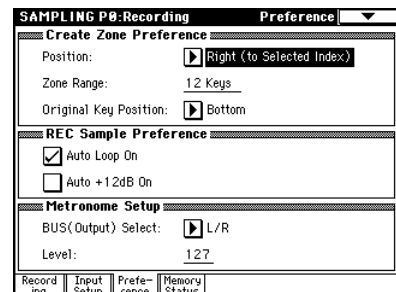 SAMPLING P0:Recording Preference
Create Zone Preference
Position: Right (to Selected Index)
Zone Range: 12 Keys
Original Key Position: Bottom
REC Sample Preference
Auto Loop On
Auto +12dB On
Metronome Setup
BUS(Output) Select: L/R
Level: 127
Record Input Prefe- Memory
ing Setup rence Status